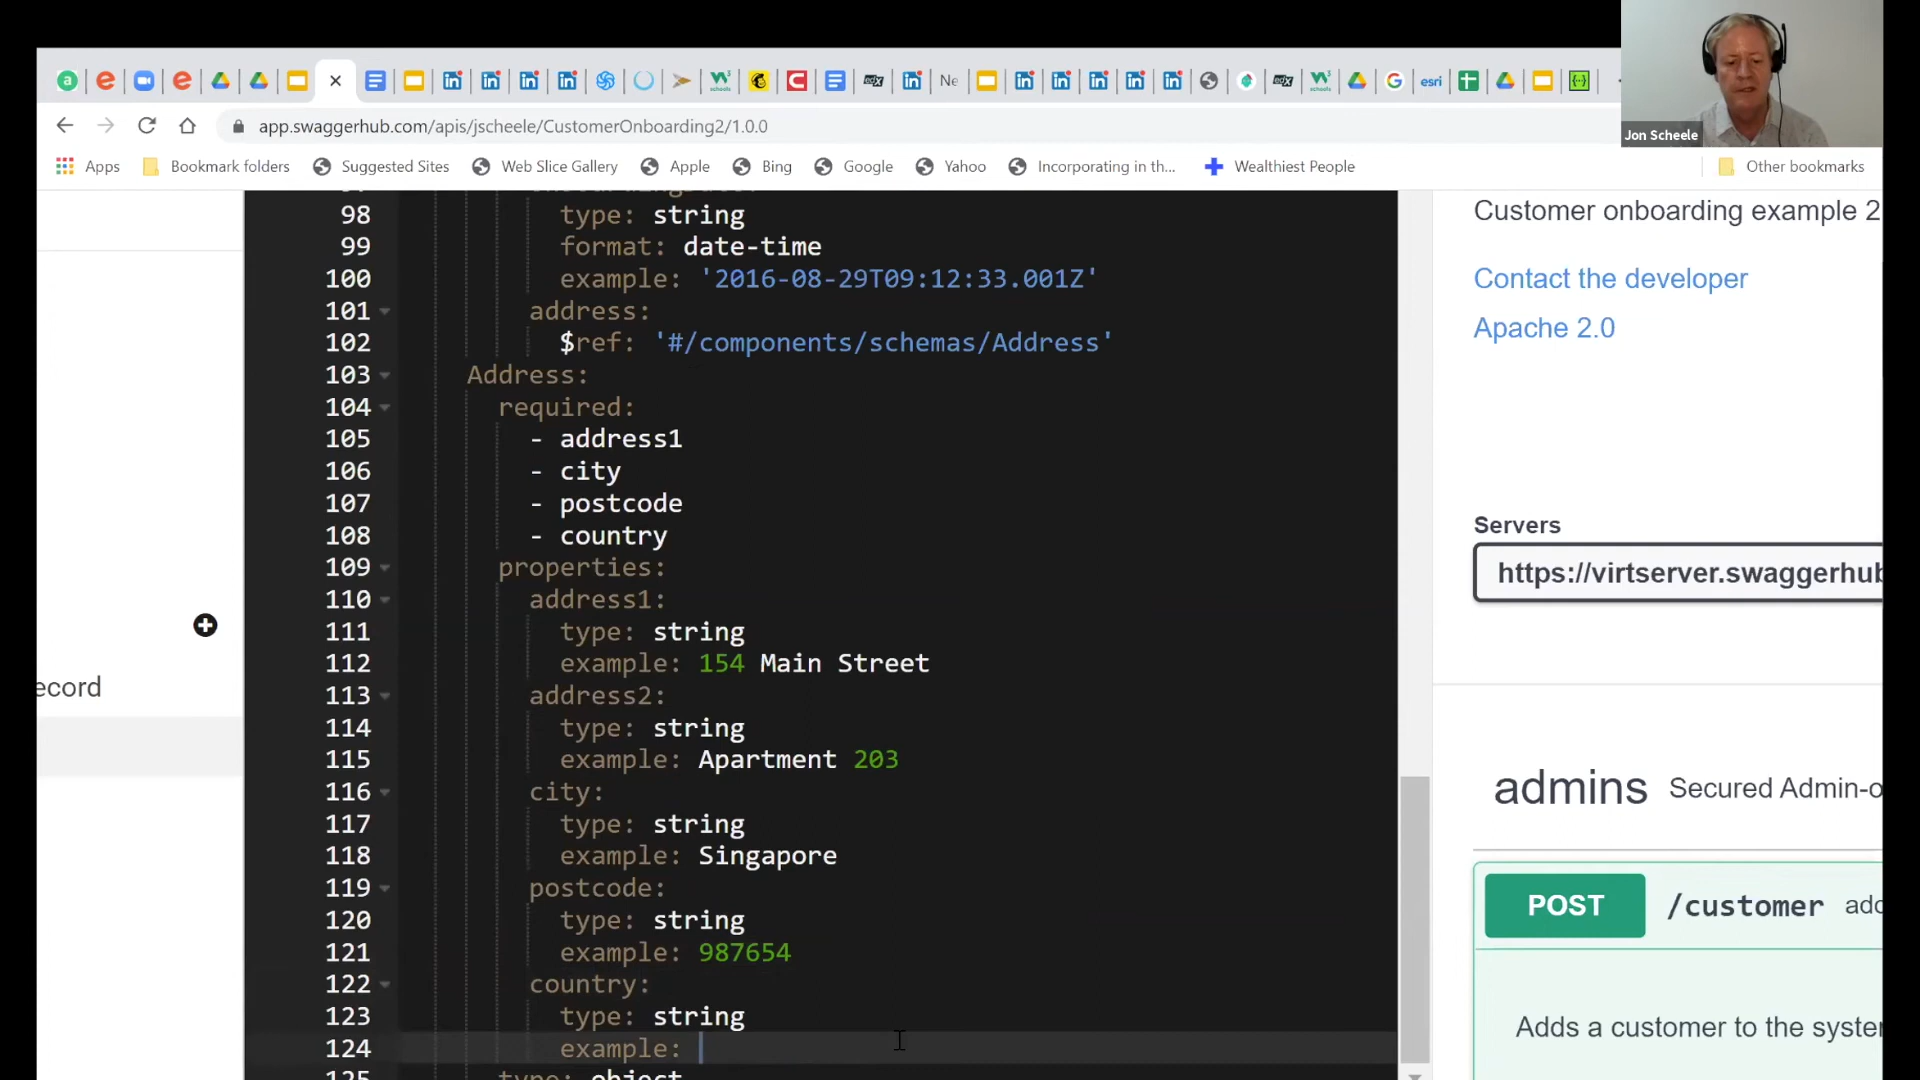 Jon Scheele
Ne
esri
app.swaggerhub.com/apis/jscheele/CustomerOnboarding2/1.0.0
Apps Bookmark folders Suggested Sites Web Slice Gallery Apple Bing Google Yahoo Incorporating in th... Wealthiest People Other bookmarks
98 type: string
99 format: date-time
100 example: '2016-08-29T09:12:33.001Z'
101 address:
102 $ref: '#/components/schemas/Address'
103 Address:
104 required:
105 - address1
106 - city
107 - postcode
108 - country
109 properties:
110 address1:
111 type: string
112 example: 154 Main Street
113 address2:
114 type: string
115 example: Apartment 203
116 city:
117 type: string
118 example: Singapore
119 postcode:
120 type: string
121 example: 987654
122 country:
123 type: string
124 example:
125 type: object
ecord
Customer onboarding example 2
Contact the developer
Apache 2.0
Servers
https://virtserver.swaggerhub
admins Secured Admin-o
POST /customer add
Adds a customer to the syste